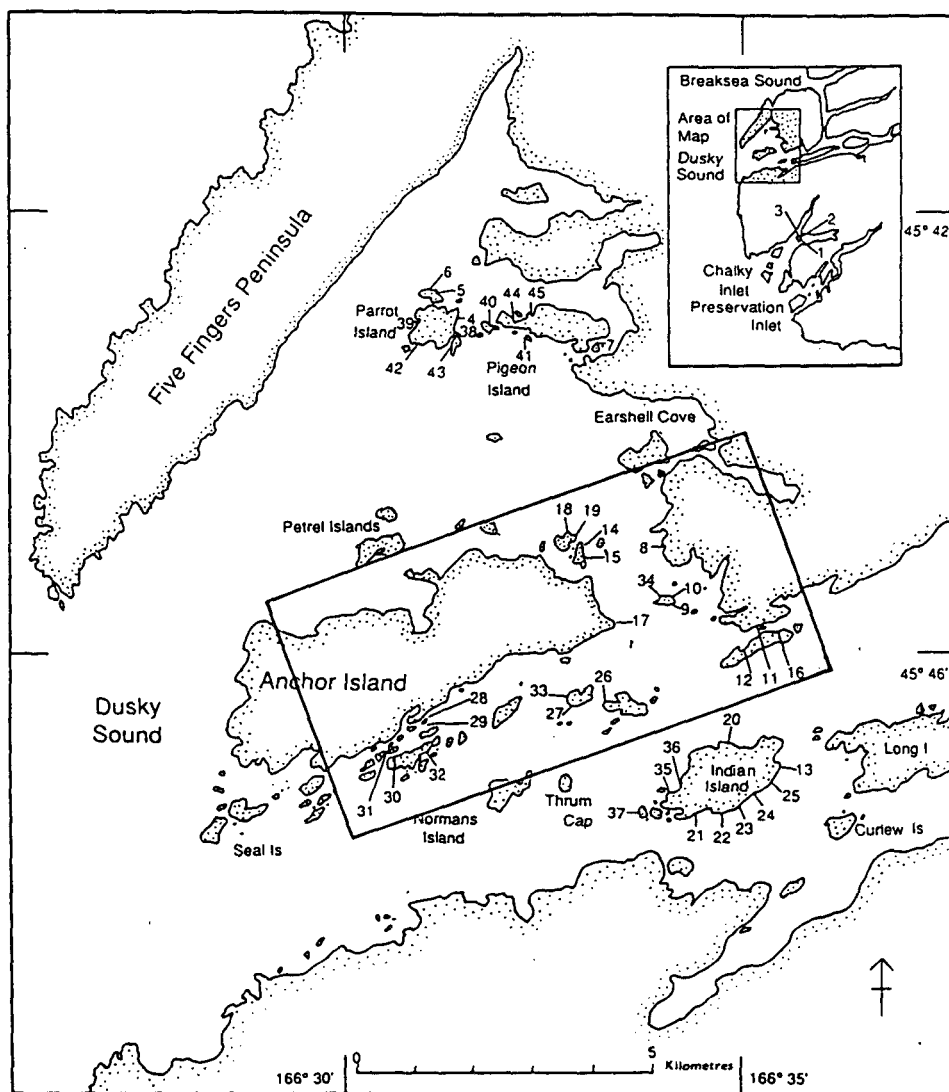 Breaksea Sound
Area of
Map
Dusky
Sound
3
2
1
Chalky
Inlet
Preservation
Inlet
45° 42'
Five Fingers Peninsula
6
5
Parrot
Island
39
4
38
40
44
45
42
43
41
7
Pigeon
Island
Earshell Cove
Petrel Islands
18
19
14
15
8
34
10
9
17
12
11
16
45° 46'
Anchor Island
Dusky
Sound
28
29
33
27
26
20
36
35
Indian
Island
13
25
Long I
31
30
32
Normans
Island
Thrum
Cap
37
21
22
23
24
Curlew Is
Seal Is
0
5
Kilometres
166° 30'
166° 35'